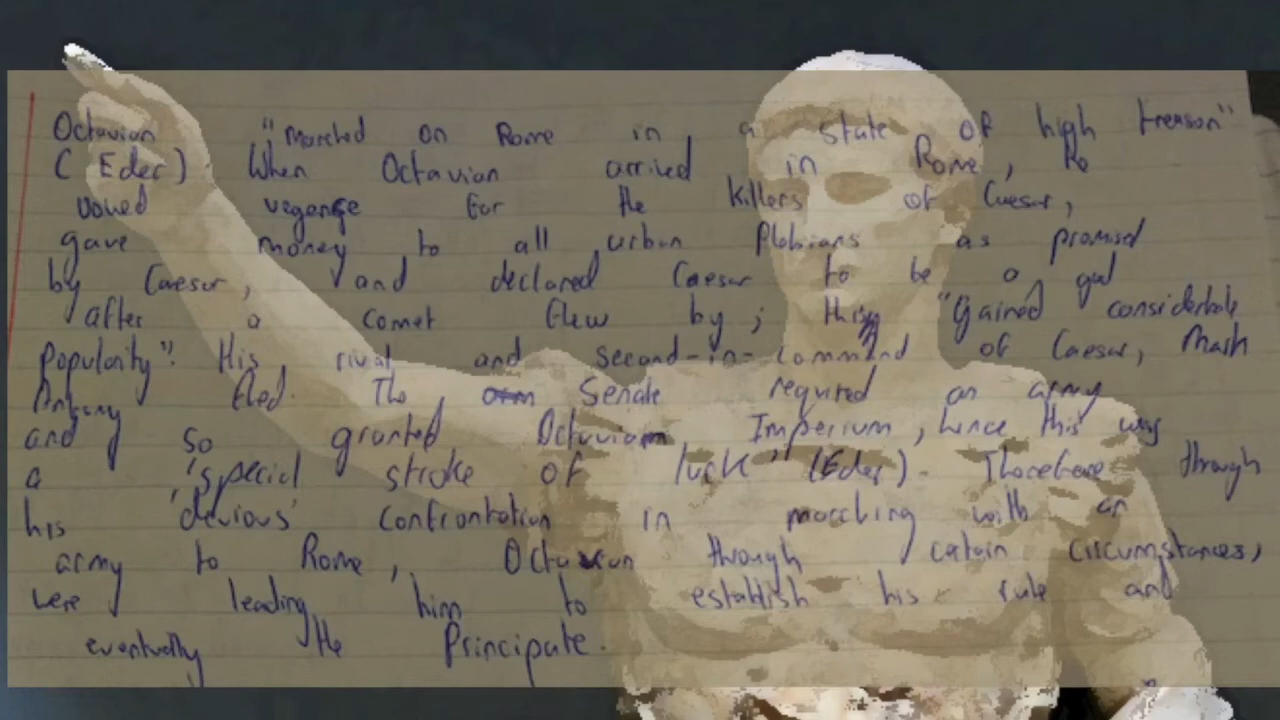 Octavian "marched on Rome in a state of high treason"
(Eder) When Octavian arrived in Rome, he
vowed vegange for the killers of Caesar,
gave money to all urban Plebians as promised
by Caesar, and declared Caesar to be a god
after a comet flew by; this "gained considerbale
popularity". His rival and second-in-command of Caesar, Mark
Antony fled. The Senate required an army
and so granted Octavian Imperium, hence this was
a 'special stroke of luck" (Eder). Therefore through
his 'devious' confrontation in marching with an
army to Rome, Octavian through certain circumstances,
were leading him to establish his rule and
eventually the Principate.